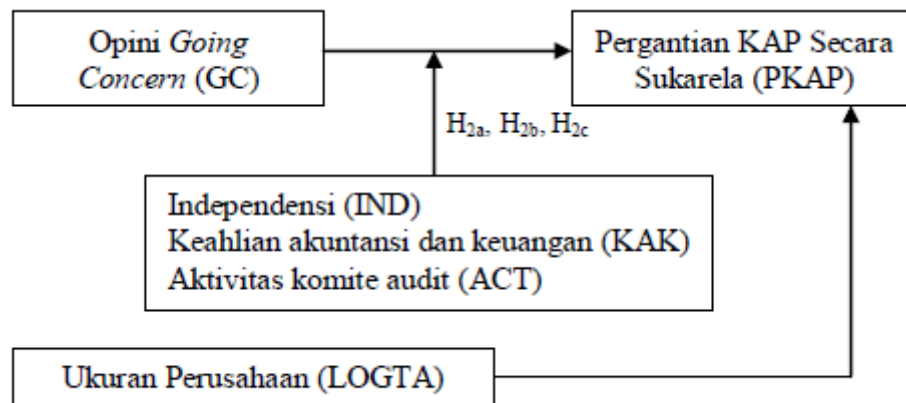 Opini Going
Concern (GC)
Pergantian KAP Secara
Sukarela (PKAP)
H2a, H2b, H2c
Independensi (IND)
Keahlian akuntansi dan keuangan (KAK)
Aktivitas komite audit (ACT)
Ukuran Perusahaan (LOGTA)